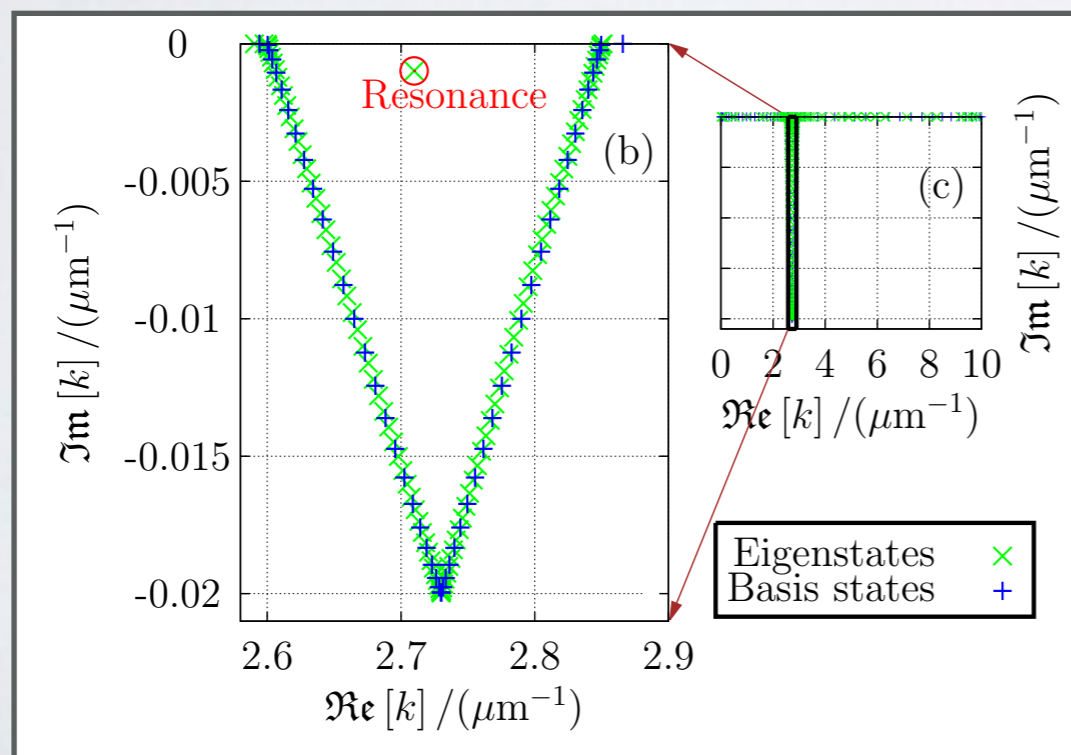 0
-0.005
-0.01
-0.015
-0.02
2.6 2.7 2.8 2.9
𝕴𝖒 [k] /(μm⁻¹)
𝕽𝖊 [k] /(μm⁻¹)
Resonance
(b)
(c)
0 2 4 6 8 10
𝕽𝖊 [k] /(μm⁻¹)
𝕴𝖒 [k] /(μm⁻¹)
Eigenstates ×
Basis states +